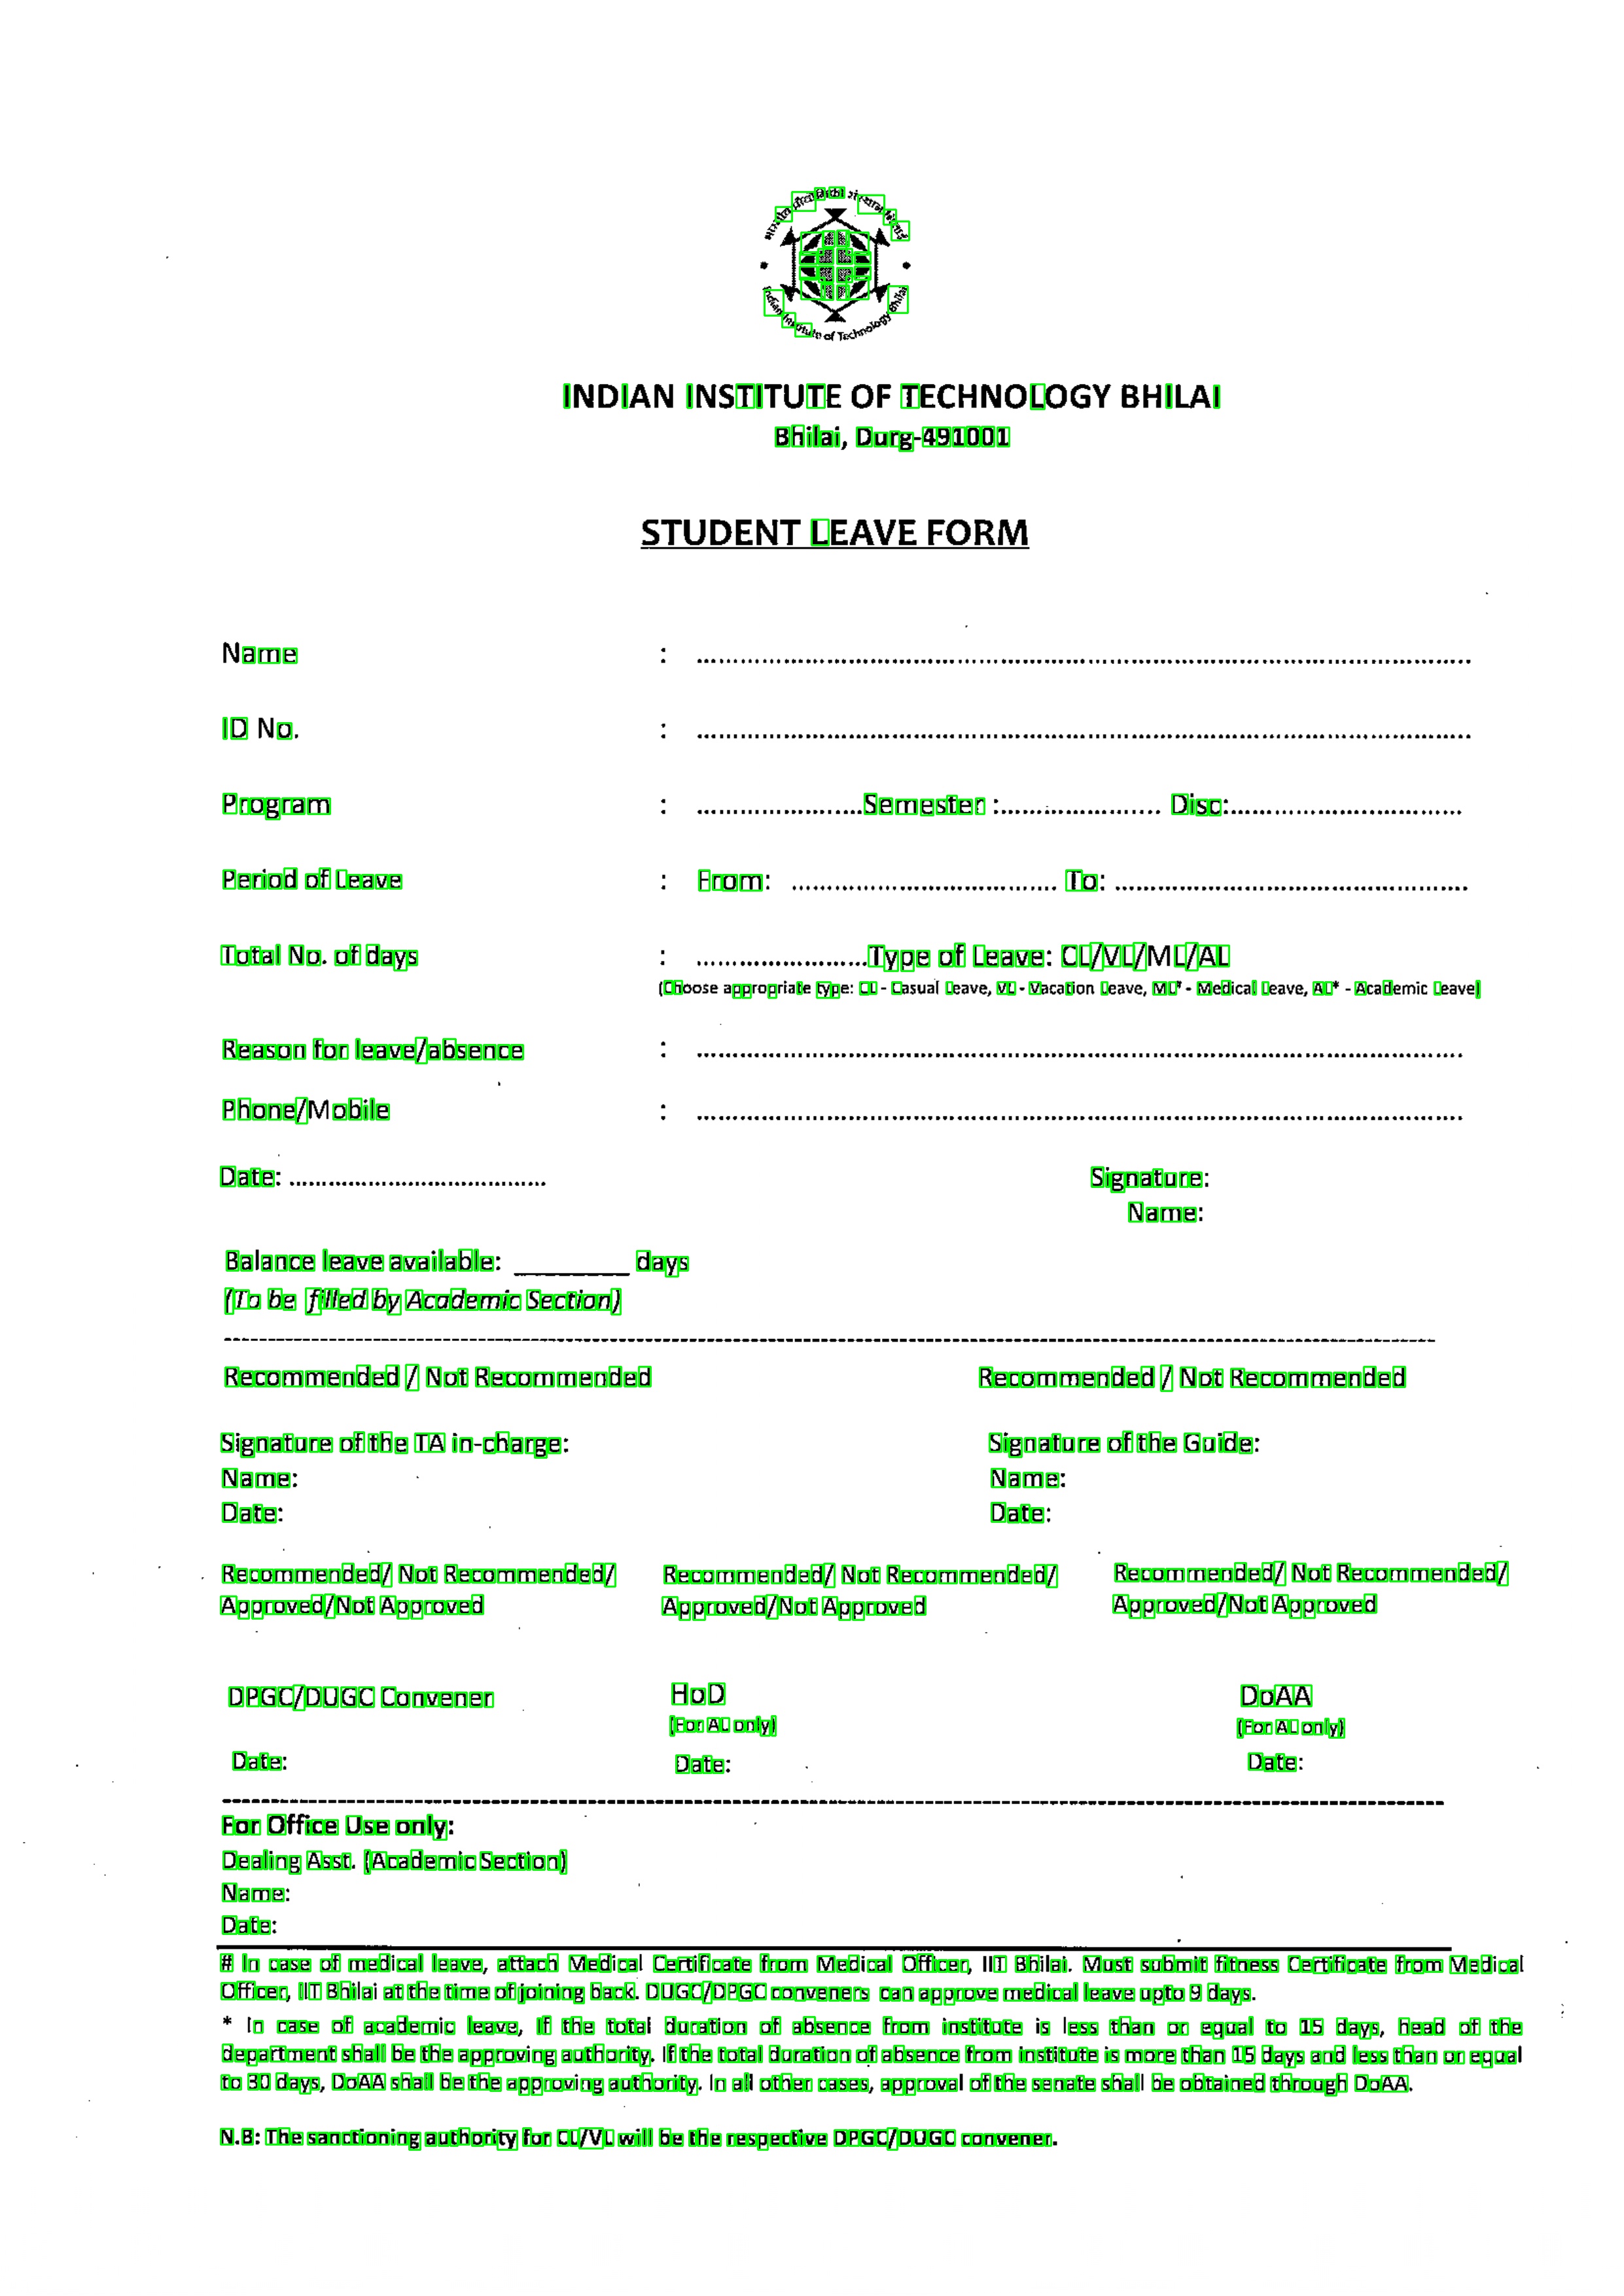 Indian Institute of Technology Bhilai
INDIAN INSTITUTE OF TECHNOLOGY BHILAI
Bhilai, Durg-491001
STUDENT LEAVE FORM
Name : ........................................
ID No. : ........................................
Program : ....................Semester :.................... Disc:....................
Period of Leave : From: .................... To: ....................
Total No. of days : ....................Type of Leave: CL/VL/ML/AL
(Choose appropriate type: CL - Casual Leave, VL - Vacation Leave, ML# - Medical Leave, AL* - Academic Leave)
Reason for leave/absence : ........................................
Phone/Mobile : ........................................
Date: .................... Signature:
Name:
Balance leave available: ________ days
(To be filled by Academic Section)
Recommended / Not Recommended Recommended / Not Recommended
Signature of the TA in-charge: Signature of the Guide:
Name: Name:
Date: Date:
Recommended/ Not Recommended/ Recommended/ Not Recommended/ Recommended/ Not Recommended/
Approved/Not Approved Approved/Not Approved Approved/Not Approved
DPGC/DUGC Convener HoD DoAA
(For AL only) (For AL only)
Date: Date: Date:
For Office Use only:
Dealing Asst. (Academic Section)
Name:
Date:
# In case of medical leave, attach Medical Certificate from Medical Officer, IIT Bhilai. Must submit fitness Certificate from Medical
Officer, IIT Bhilai at the time of joining back. DUGC/DPGC conveners can approve medical leave upto 9 days.
* In case of academic leave, If the total duration of absence from institute is less than or equal to 15 days, head of the
department shall be the approving authority. If the total duration of absence from institute is more than 15 days and less than or equal
to 30 days, DoAA shall be the approving authority. In all other cases, approval of the senate shall be obtained through DoAA.
N.B: The sanctioning authority for CL/VL will be the respective DPGC/DUGC convener.